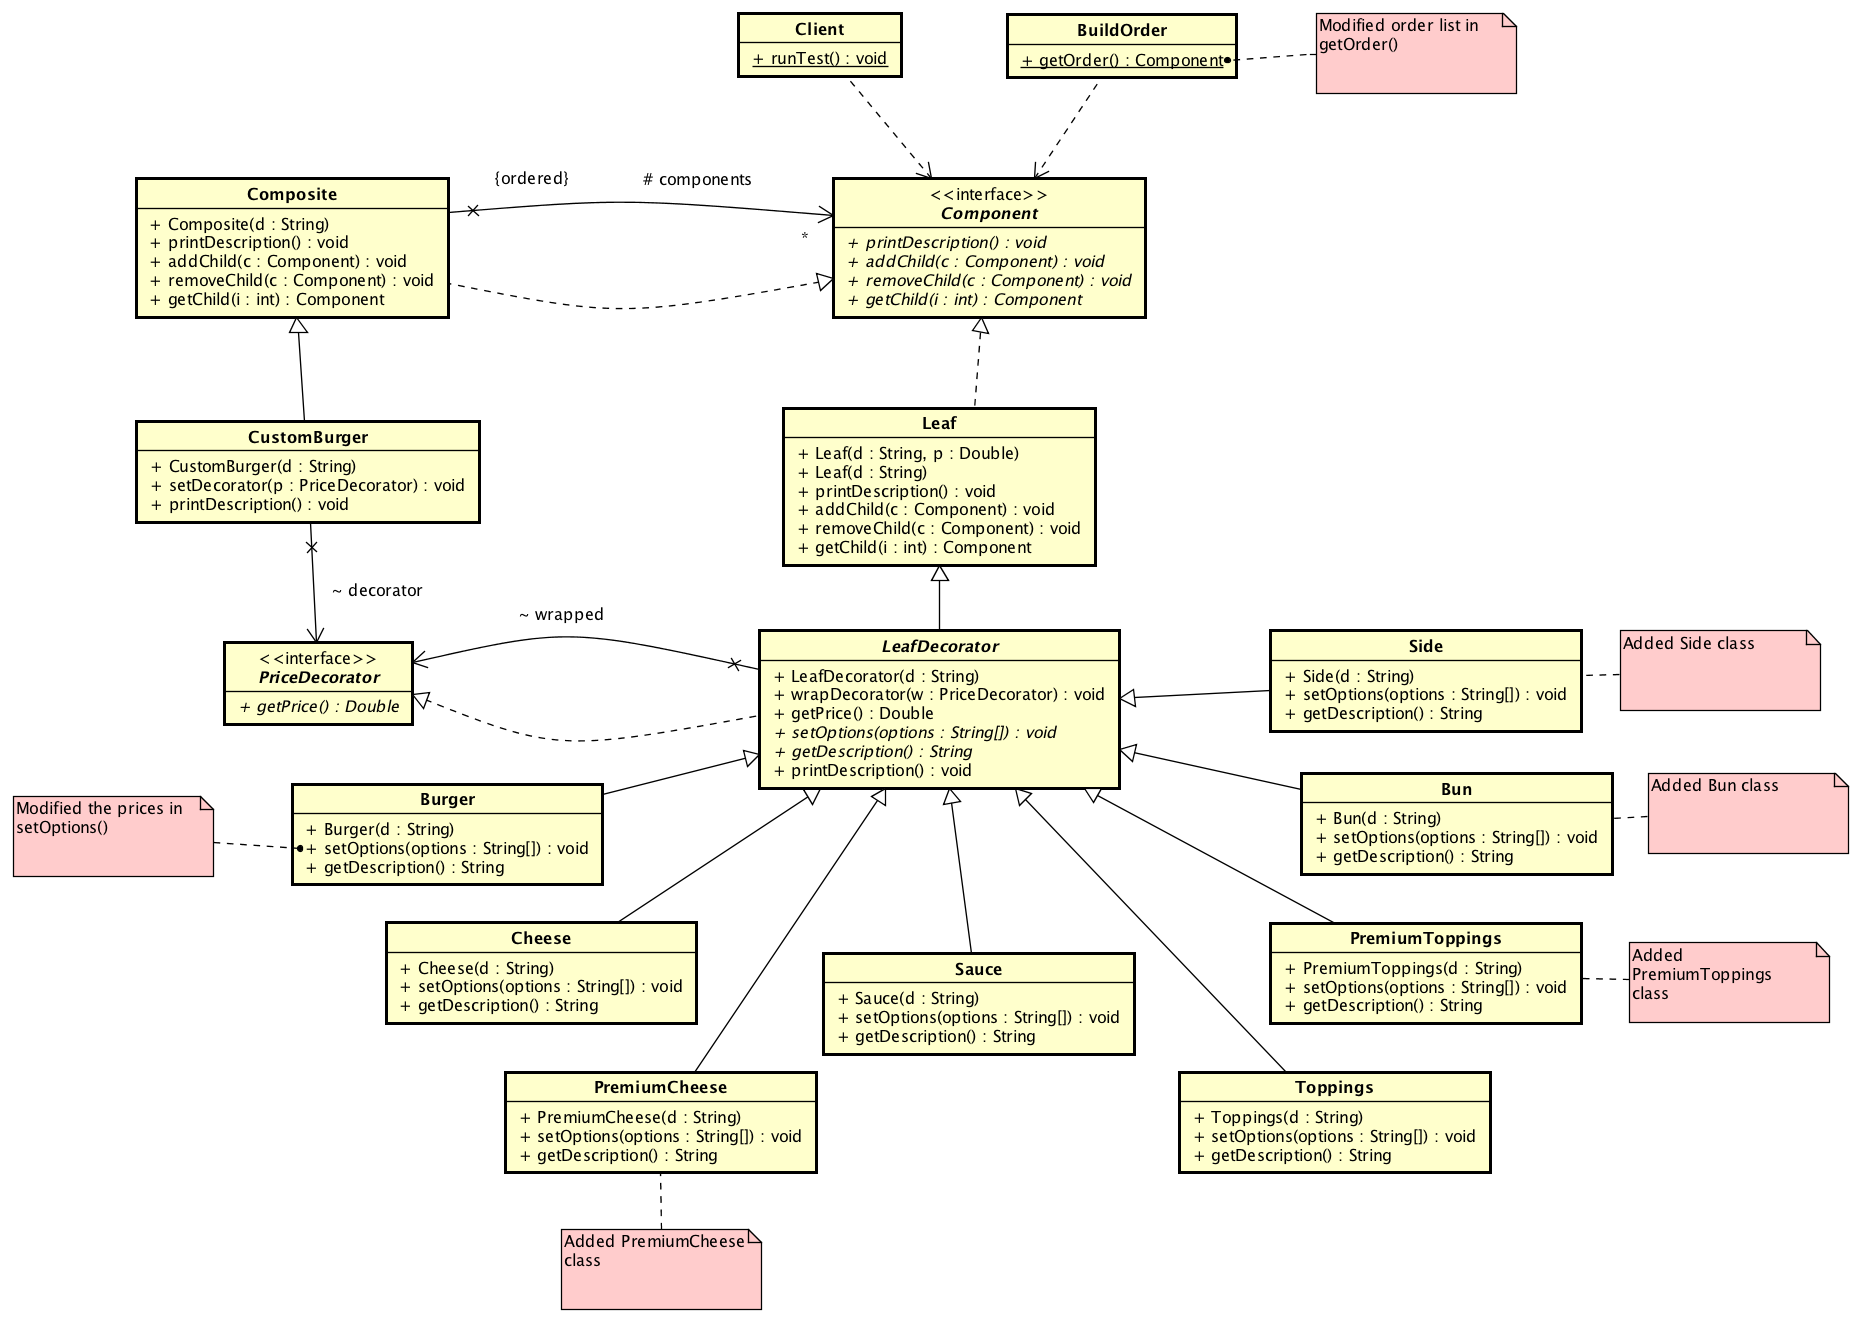 Client
+ runTest() : void
BuildOrder
+ getOrder() : Component
Modified order list in
getOrder()
Composite
+ Composite(d : String)
+ printDescription() : void
+ addChild(c : Component) : void
+ removeChild(c : Component) : void
+ getChild(i : int) : Component
{ordered}
# components
*
<<interface>>
Component
+ printDescription() : void
+ addChild(c : Component) : void
+ removeChild(c : Component) : void
+ getChild(i : int) : Component
CustomBurger
+ CustomBurger(d : String)
+ setDecorator(p : PriceDecorator) : void
+ printDescription() : void
Leaf
+ Leaf(d : String, p : Double)
+ Leaf(d : String)
+ printDescription() : void
+ addChild(c : Component) : void
+ removeChild(c : Component) : void
+ getChild(i : int) : Component
~ decorator
~ wrapped
<<interface>>
PriceDecorator
+ getPrice() : Double
LeafDecorator
+ LeafDecorator(d : String)
+ wrapDecorator(w : PriceDecorator) : void
+ getPrice() : Double
+ setOptions(options : String[]) : void
+ getDescription() : String
+ printDescription() : void
Side
+ Side(d : String)
+ setOptions(options : String[]) : void
+ getDescription() : String
Added Side class
Modified the prices in
setOptions()
Burger
+ Burger(d : String)
+ setOptions(options : String[]) : void
+ getDescription() : String
Bun
+ Bun(d : String)
+ setOptions(options : String[]) : void
+ getDescription() : String
Added Bun class
Cheese
+ Cheese(d : String)
+ setOptions(options : String[]) : void
+ getDescription() : String
Sauce
+ Sauce(d : String)
+ setOptions(options : String[]) : void
+ getDescription() : String
PremiumToppings
+ PremiumToppings(d : String)
+ setOptions(options : String[]) : void
+ getDescription() : String
Added
PremiumToppings
class
PremiumCheese
+ PremiumCheese(d : String)
+ setOptions(options : String[]) : void
+ getDescription() : String
Toppings
+ Toppings(d : String)
+ setOptions(options : String[]) : void
+ getDescription() : String
Added PremiumCheese
class